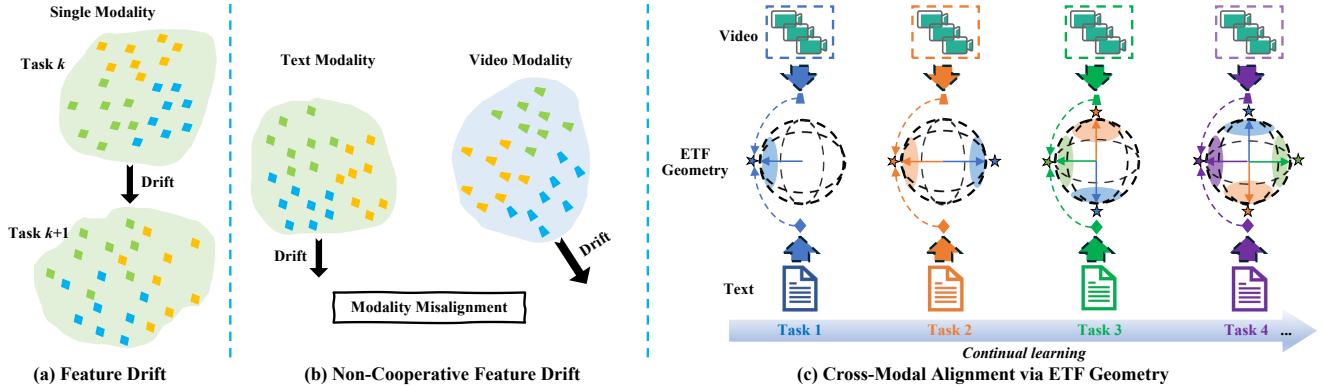 Single Modality
Task k
Drift
Task k+1
(a) Feature Drift
Text Modality
Video Modality
Drift
Drift
Modality Misalignment
(b) Non-Cooperative Feature Drift
Video
ETF
Geometry
Text
Task 1
Task 2
Task 3
Task 4
...
Continual learning
(c) Cross-Modal Alignment via ETF Geometry